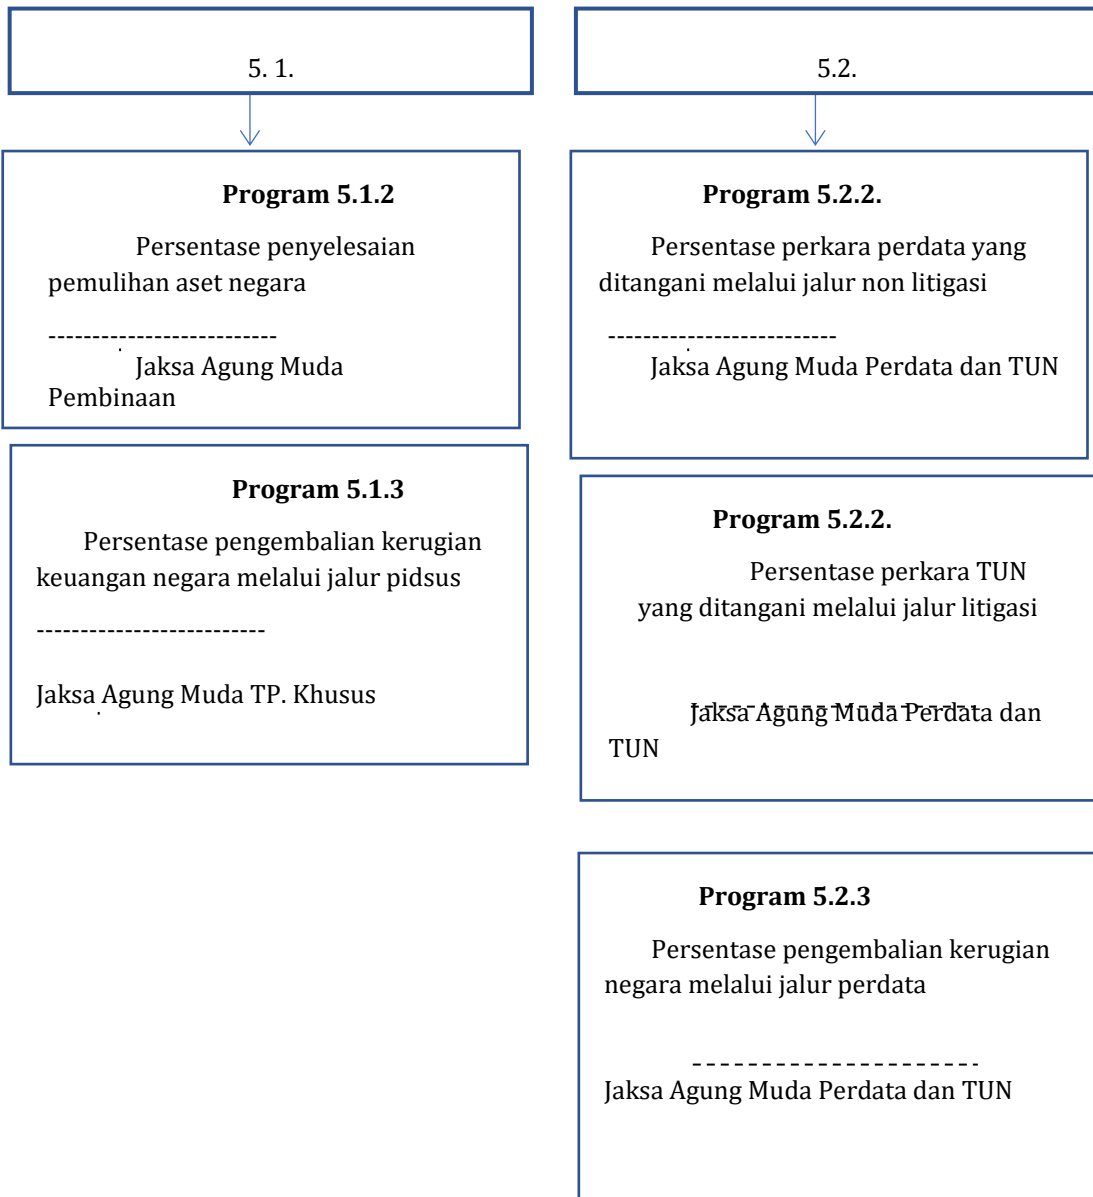 5. 1.
Program 5.1.2
Persentase penyelesaian
pemulihan aset negara
--------------------------
Jaksa Agung Muda
Pembinaan
Program 5.1.3
Persentase pengembalian kerugian
keuangan negara melalui jalur pidsus
--------------------------
Jaksa Agung Muda TP. Khusus
5.2.
Program 5.2.2.
Persentase perkara perdata yang
ditangani melalui jalur non litigasi
--------------------------
Jaksa Agung Muda Perdata dan TUN
Program 5.2.2.
Persentase perkara TUN
yang ditangani melalui jalur litigasi
Jaksa Agung Muda Perdata dan
TUN
Program 5.2.3
Persentase pengembalian kerugian
negara melalui jalur perdata
---------------------
Jaksa Agung Muda Perdata dan TUN